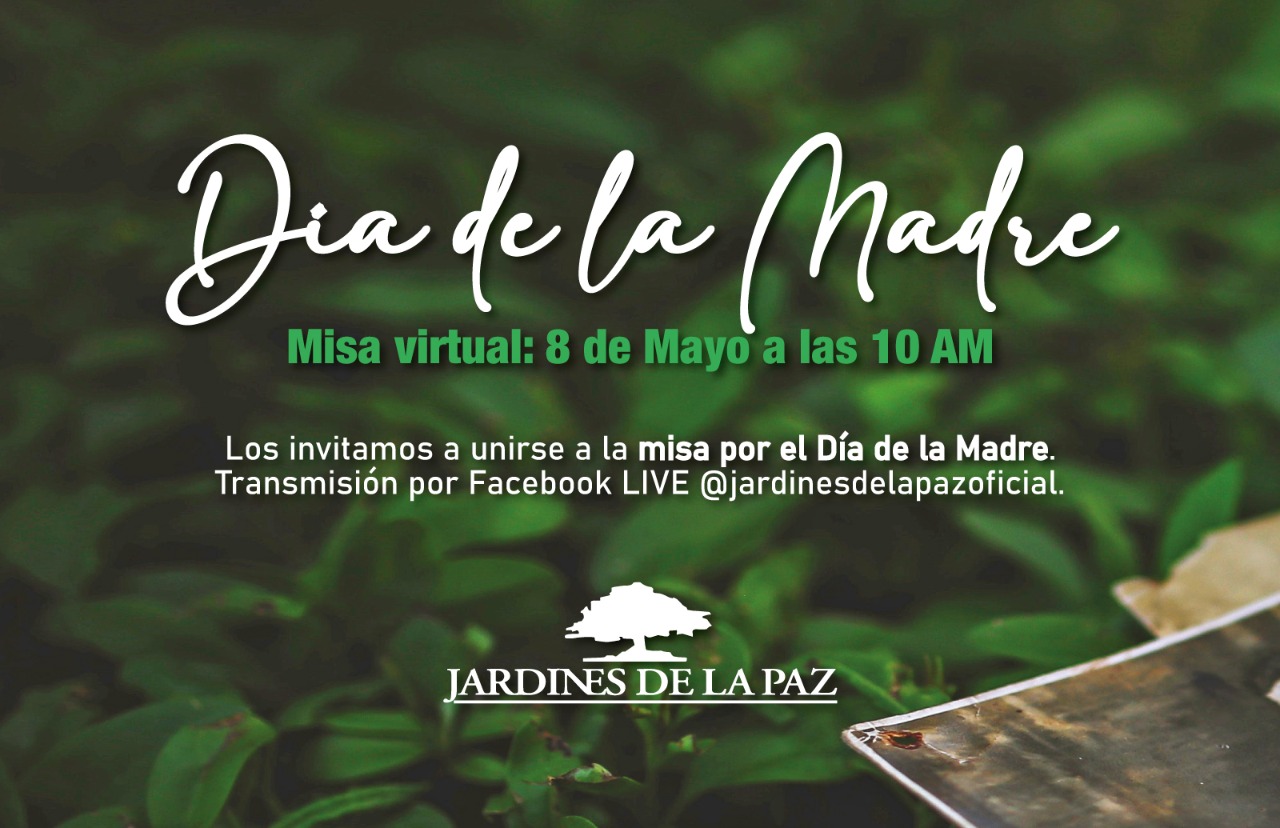 Dia de la Madre
Misa virtual: 8 de Mayo a las 10 AM
Los invitamos a unirse a la misa por el Día de la Madre.
Transmisión por Facebook LIVE @jardinesdelapazoficial.
JARDINES DE LA PAZ